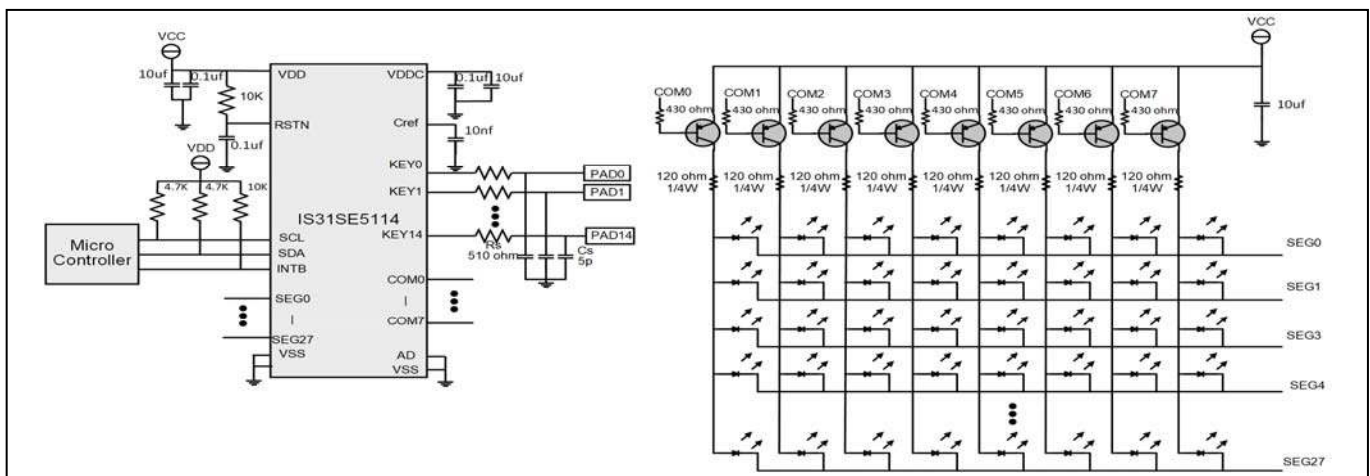 VCC
10uf
0.1uf
10K
0.1uf
VDD
4.7K
4.7K
10K
Micro
Controller
VDD
RSTN
SCL
SDA
INTB
SEG0
|
SEG27
VSS
IS31SE5114
VDDC
Cref
KEY0
KEY1
KEY14
COM0
|
COM7
AD
VSS
0.1uf
10uf
10nf
PAD0
PAD1
PAD14
Rs
510 ohm
Cs
5p
VCC
10uf
COM0
COM1
COM2
COM3
COM4
COM5
COM6
COM7
430 ohm
430 ohm
430 ohm
430 ohm
430 ohm
430 ohm
430 ohm
430 ohm
120 ohm
1/4W
120 ohm
1/4W
120 ohm
1/4W
120 ohm
1/4W
120 ohm
1/4W
120 ohm
1/4W
120 ohm
1/4W
120 ohm
1/4W
SEG0
SEG1
SEG3
SEG4
SEG27